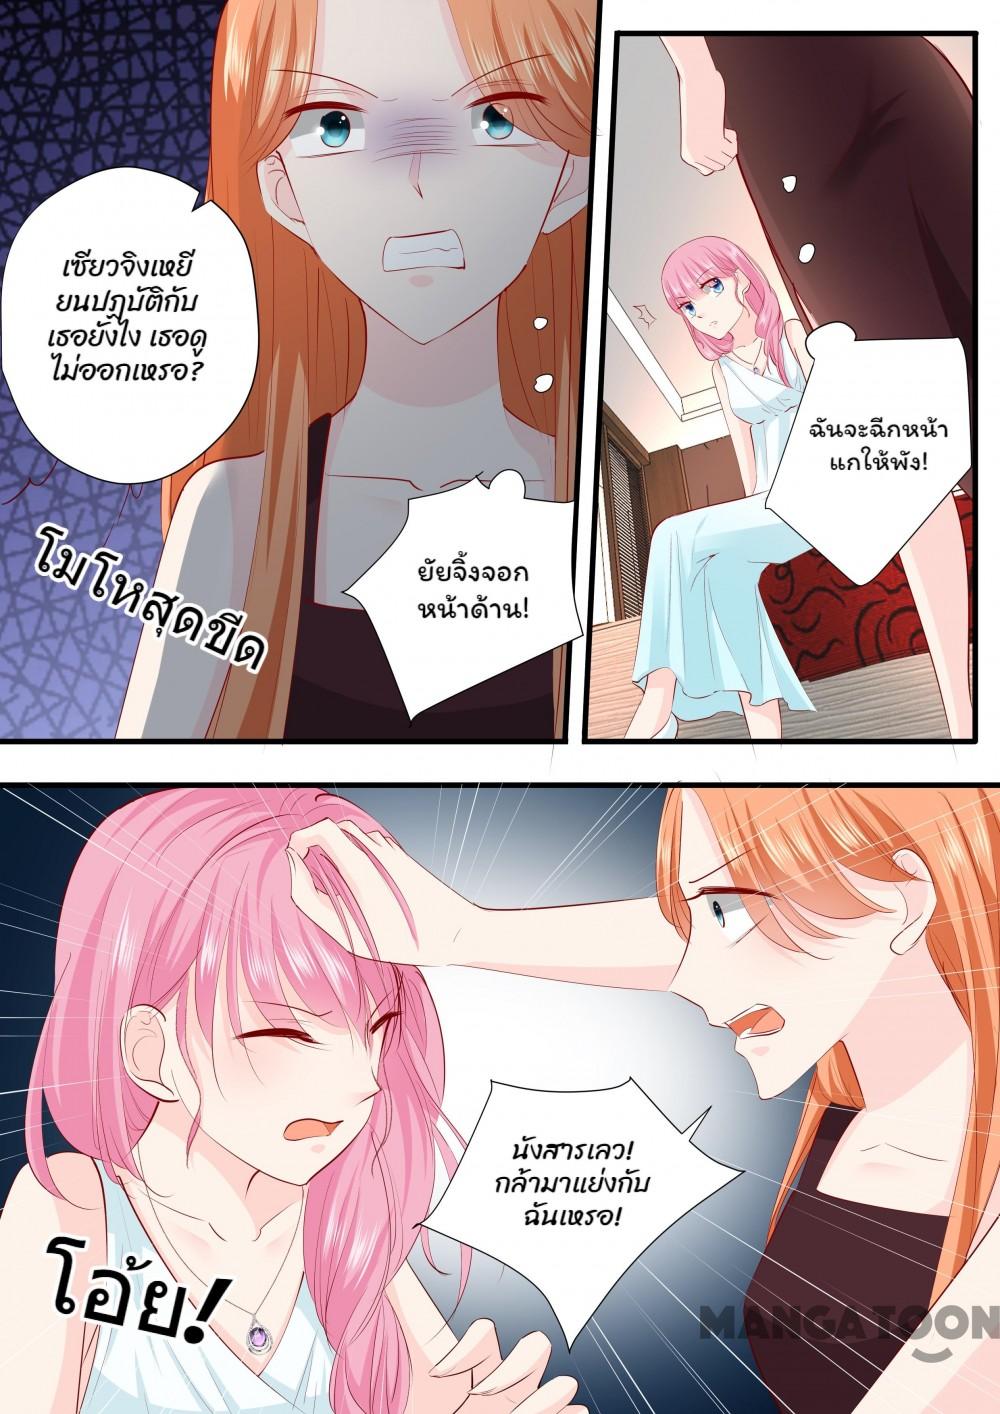 เซียวจิงเหยี
ยนปฏิบัติกับ
เธอยังไง เธอดู
ไม่ออกเหรอ?
โมโหสุดขีด
ยัยจิ้งจอก
หน้าด้าน!
ฉันจะฉีกหน้า
แกให้พัง!
นังสารเลว!
กล้ามาแย่งกับ
ฉันเหรอ!
โอ้ย!
MANGATOON